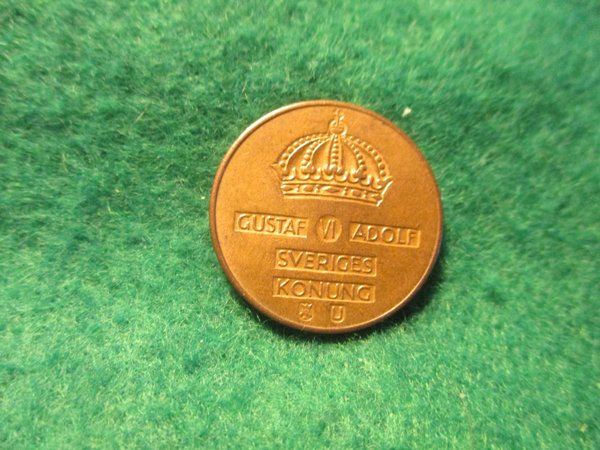 GUSTAF VI ADOLF
SVERIGES
KONUNG
U